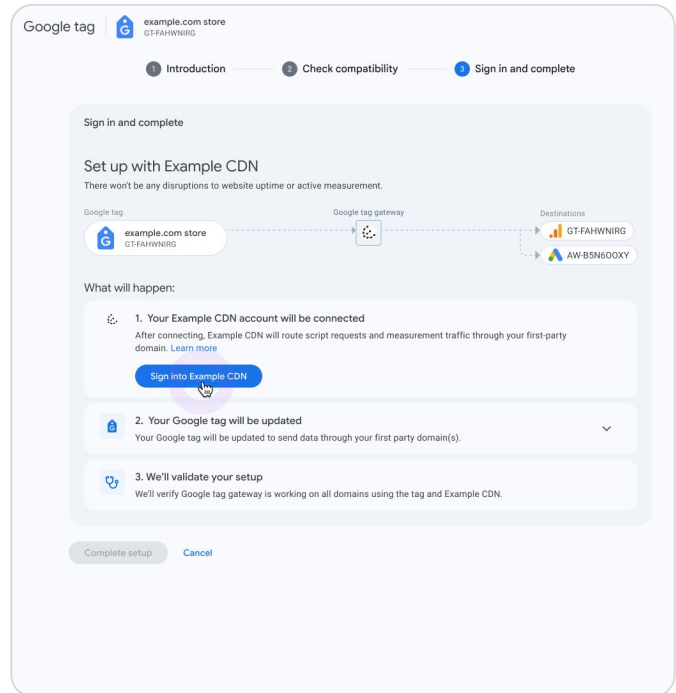 Google tag
example.com store
GT-FAHWNIRG
1 Introduction
2 Check compatibility
3 Sign in and complete
Sign in and complete
Set up with Example CDN
There won't be any disruptions to website uptime or active measurement.
Google tag
Google tag gateway
Destinations
example.com store
GT-FAHWNIRG
GT-FAHWNIRG
AW-B5N6OOXY
What will happen:
1. Your Example CDN account will be connected
After connecting, Example CDN will route script requests and measurement traffic through your first-party
domain. Learn more
Sign into Example CDN
2. Your Google tag will be updated
Your Google tag will be updated to send data through your first party domain(s).
3. We'll validate your setup
We'll verify Google tag gateway is working on all domains using the tag and Example CDN.
Complete setup
Cancel